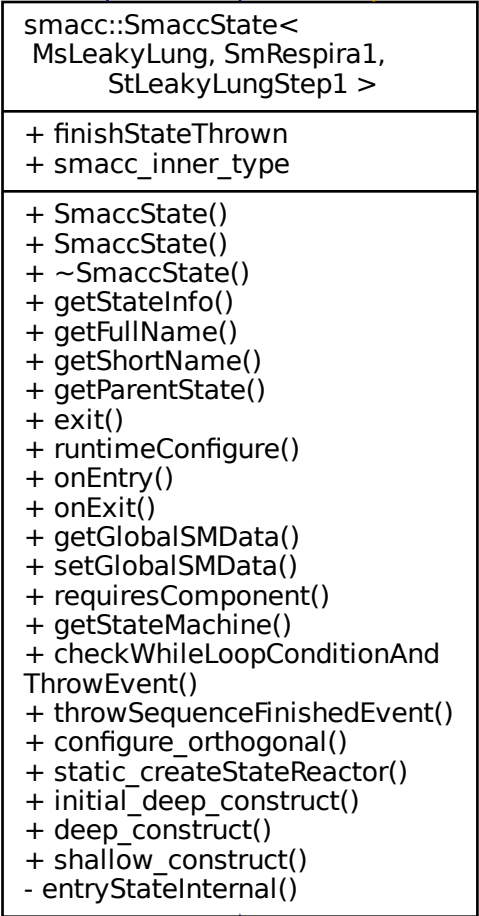 smacc::SmaccState<
MsLeakyLung, SmRespira1,
StLeakyLungStep1 >
+ finishStateThrown
+ smacc_inner_type
+ SmaccState()
+ SmaccState()
+ ~SmaccState()
+ getStateInfo()
+ getFullName()
+ getShortName()
+ getParentState()
+ exit()
+ runtimeConfigure()
+ onEntry()
+ onExit()
+ getGlobalSMData()
+ setGlobalSMData()
+ requiresComponent()
+ getStateMachine()
+ checkWhileLoopConditionAnd
ThrowEvent()
+ throwSequenceFinishedEvent()
+ configure_orthogonal()
+ static_createStateReactor()
+ initial_deep_construct()
+ deep_construct()
+ shallow_construct()
- entryStateInternal()